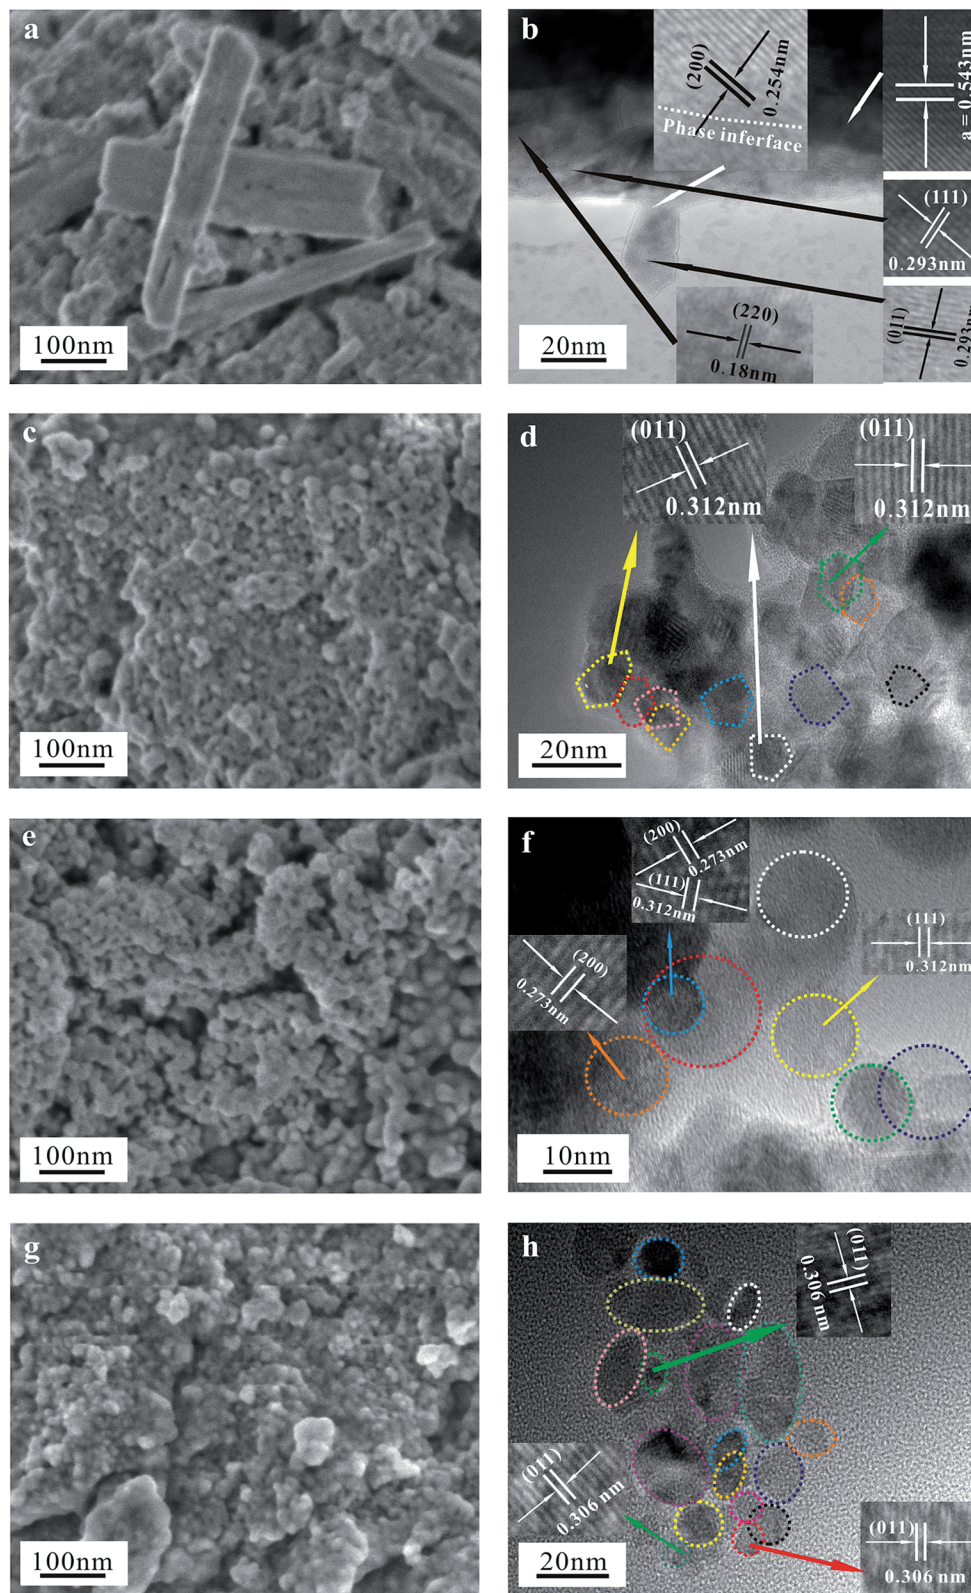 a
100nm
b
(200)
0.254nm
Phase inferface
a = 0.543nm
(111)
0.293nm
(011)
(220)
0.18nm
20nm
c
100nm
d
(011)
0.312nm
(011)
0.312nm
20nm
e
100nm
f
(200)
0.273nm
(111)
0.312nm
(111)
0.312nm
(200)
0.273nm
10nm
g
100nm
h
(011)
0.306 nm
(011)
0.306 nm
(011)
0.306 nm
20nm